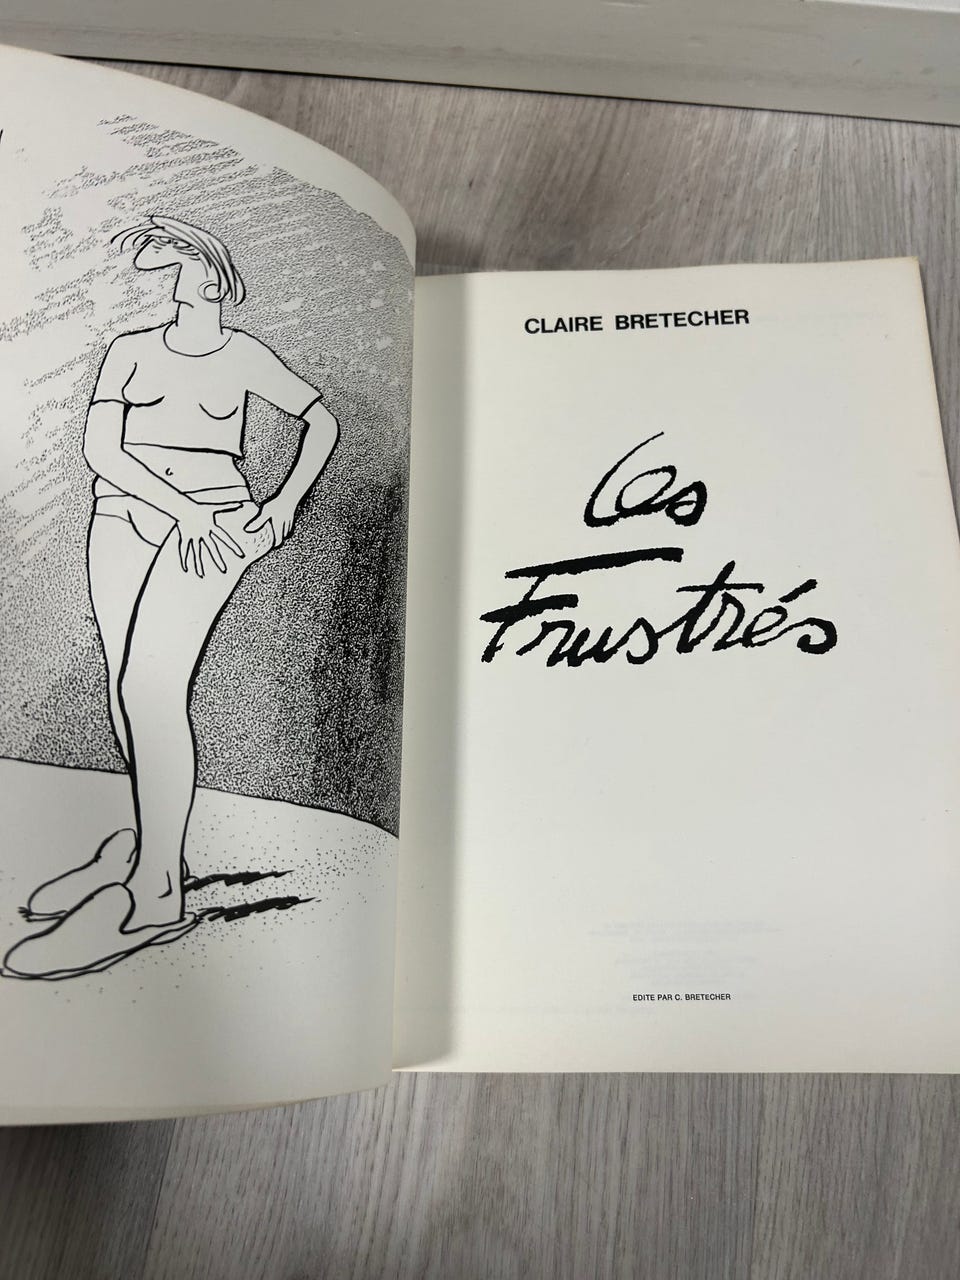 CLAIRE BRETECHER
Les
Frustrés
EDITE PAR C. BRETECHER